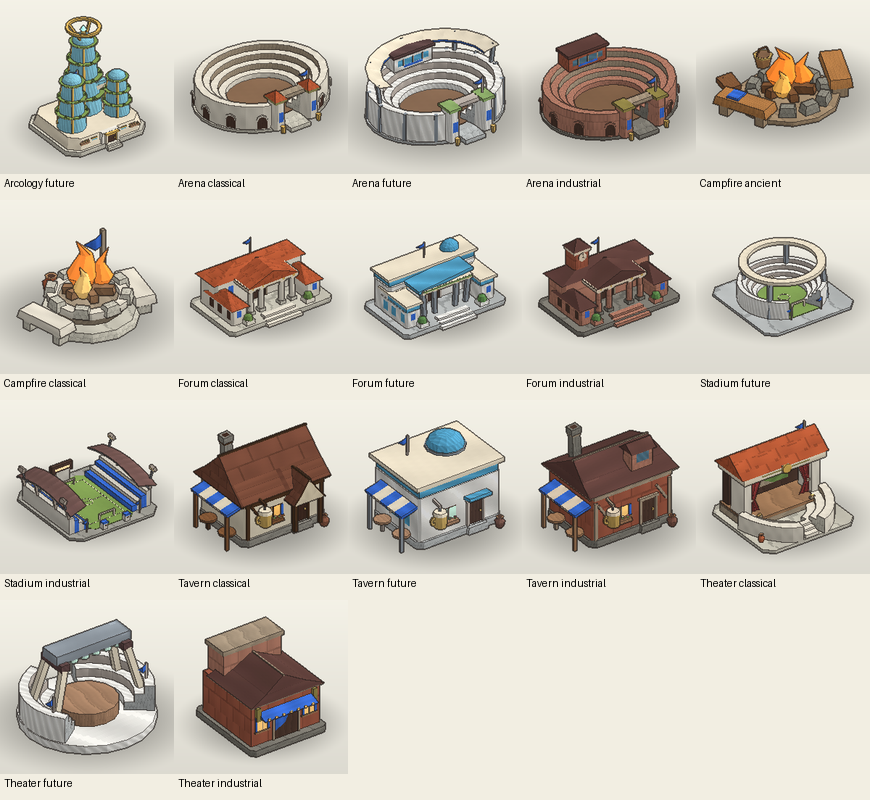 Arcology future
Arena classical
Arena future
Arena industrial
Campfire ancient
Campfire classical
Forum classical
Forum future
Forum industrial
Stadium future
Stadium industrial
Tavern classical
Tavern future
Tavern industrial
Theater classical
Theater future
Theater industrial